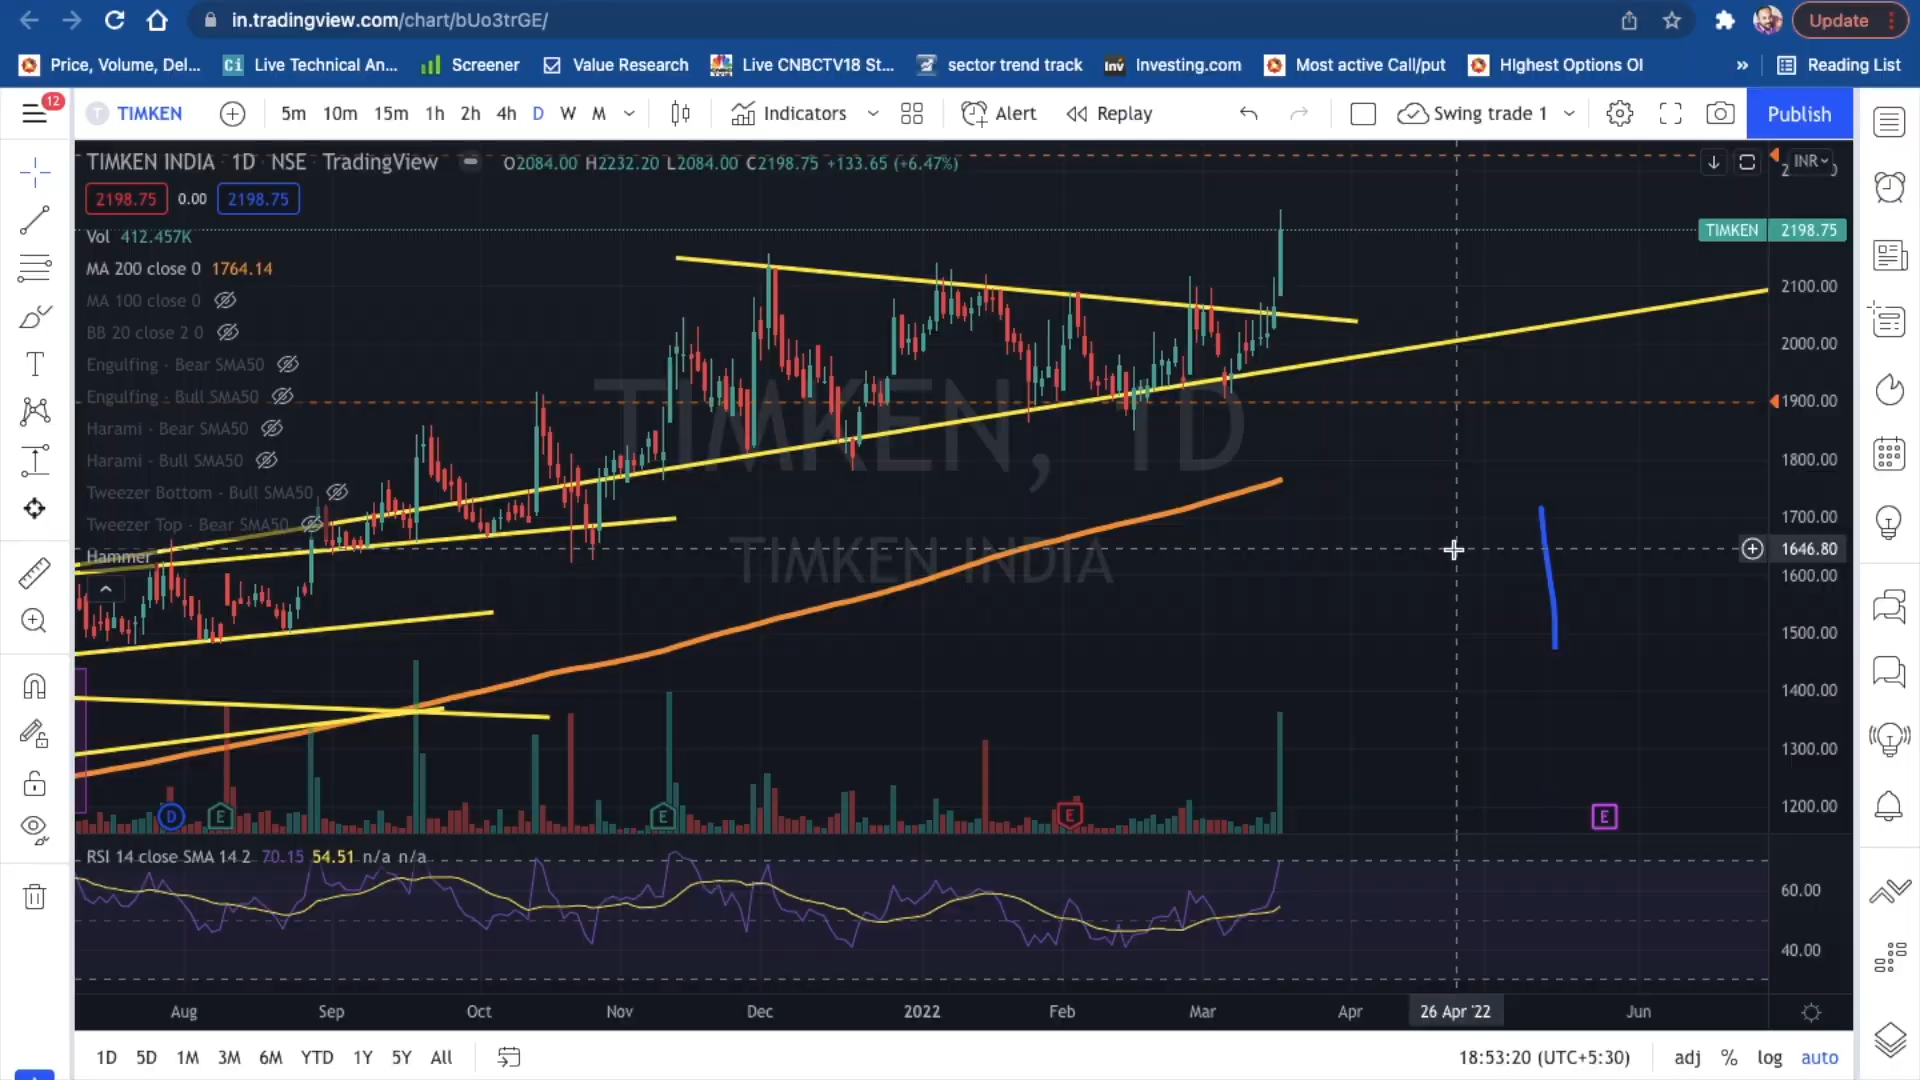 in.tradingview.com/chart/bUo3trGE/
Update
Price, Volume, Del...
Ci Live Technical An...
Screener
Value Research
Live CNBCTV18 St...
sector trend track
Investing.com
Most active Call/put
HIghest Options OI
»
Reading List
12
T TIMKEN
5m 10m 15m 1h 2h 4h D W M
Indicators
Alert
Replay
Swing trade 1
Publish
TIMKEN INDIA · 1D · NSE · TradingView
O2084.00 H2232.20 L2084.00 C2198.75 +133.65 (+6.47%)
INR
2198.75 0.00 2198.75
TIMKEN 2198.75
Vol 412.457K
MA 200 close 0 1764.14
MA 100 close 0
BB 20 close 2 0
Engulfing - Bear SMA50
Engulfing - Bull SMA50
Harami - Bear SMA50
Harami - Bull SMA50
Tweezer Bottom - Bull SMA50
Tweezer Top - Bear SMA50
Hammer
TIMKEN, 1D
TIMKEN INDIA
2100.00
2000.00
1900.00
1800.00
1700.00
1646.80
1600.00
1500.00
1400.00
1300.00
1200.00
D E E E E
RSI 14 close SMA 14 2 70.15 54.51 n/a n/a
60.00
40.00
Aug Sep Oct Nov Dec 2022 Feb Mar Apr 26 Apr '22 Jun
1D 5D 1M 3M 6M YTD 1Y 5Y All
18:53:20 (UTC+5:30) adj % log auto